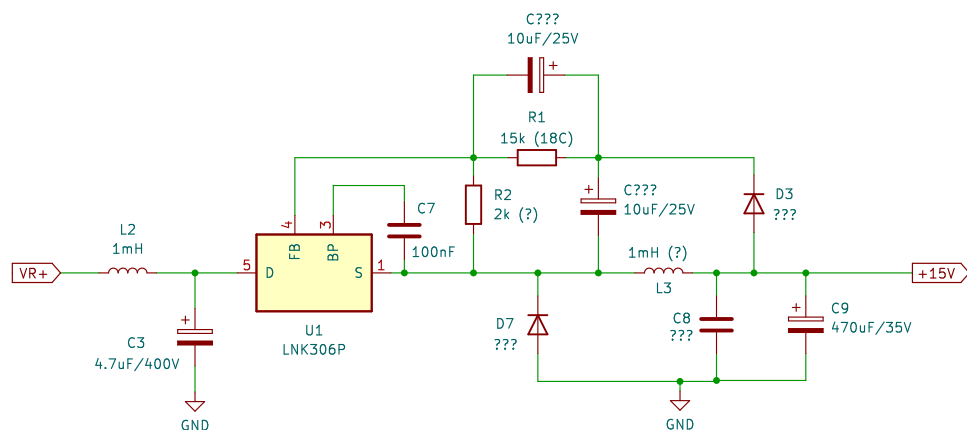 C???
10uF/25V
R1
15k (18C)
C???
10uF/25V
D3
???
R2
2k (?)
C7
100nF
4
3
FB
BP
L2
1mH
VR+
5
D
S
1
1mH (?)
L3
+15V
U1
LNK306P
C3
4.7uF/400V
D7
???
C8
???
C9
470uF/35V
GND
GND